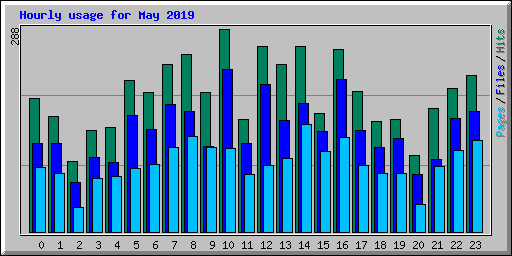 Hourly usage for May 2019
288
Pages / Files / Hits
0 1 2 3 4 5 6 7 8 9 10 11 12 13 14 15 16 17 18 19 20 21 22 23